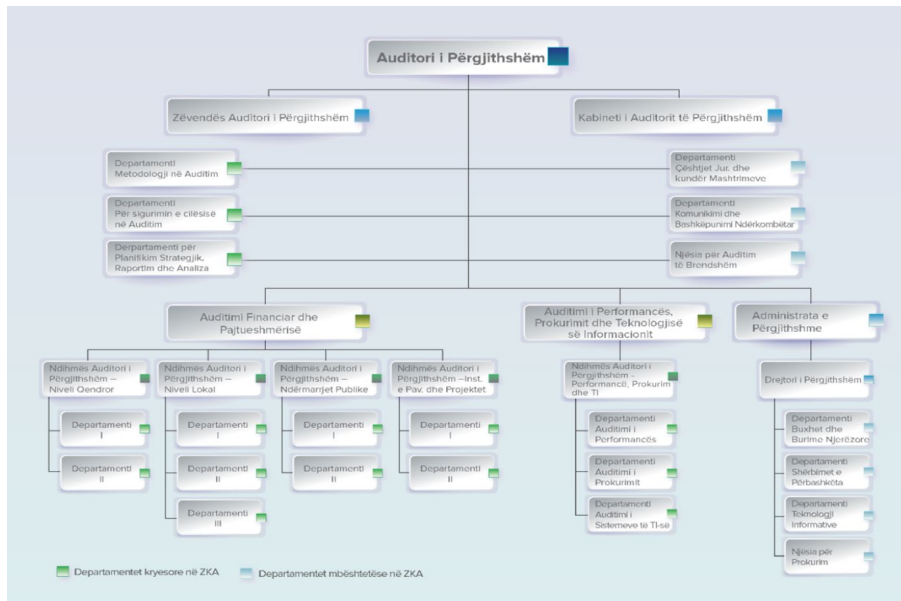 Auditori i Përgjithshëm
Zëvendës Auditori i Përgjithshëm
Kabineti i Auditorit të Përgjithshëm
Departamenti
Metodologji në Auditim
Departamenti
Çështjet Jur. dhe
kundër Mashtrimeve
Departamenti
Për sigurimin e cilësisë
në Auditim
Departamenti
Komunikimi dhe
Bashkëpunimi Ndërkombëtar
Derpartamenti për
Planifikim Strategjik,
Raportim dhe Analiza
Njësia për Auditim
të Brendshëm
Auditimi Financiar dhe
Pajtueshmërisë
Auditimi i Performancës,
Prokurimit dhe Teknologjisë
së Informacionit
Administrata e
Përgjithshme
Ndihmës Auditori i
Përgjithshëm –
Niveli Qendror
Ndihmës Auditori i
Përgjithshëm –
Niveli Lokal
Ndihmës Auditori i
Përgjithshëm –
Ndërmarrjet Publike
Ndihmës Auditori i
Përgjithshëm –Inst.
e Pav. dhe Projektet
Ndihmës Auditori i
Përgjithshëm -
Performancë, Prokurim
dhe TI
Drejtori i Përgjithshëm
Departamenti
I
Departamenti
II
Departamenti
I
Departamenti
II
Departamenti
III
Departamenti
I
Departamenti
II
Departamenti
I
Departamenti
II
Departamenti
Auditimi i
Performancës
Departamenti
Auditimi i
Prokurimit
Departamenti
Auditimi i
Sistemeve të TI-së
Departamenti
Buxhet dhe
Burime Njerëzore
Departamenti
Shërbimet e
Përbashkëta
Departamenti
Teknologji
Informative
Njësia për
Prokurim
Departamentet kryesore në ZKA
Departamentet mbështetëse në ZKA